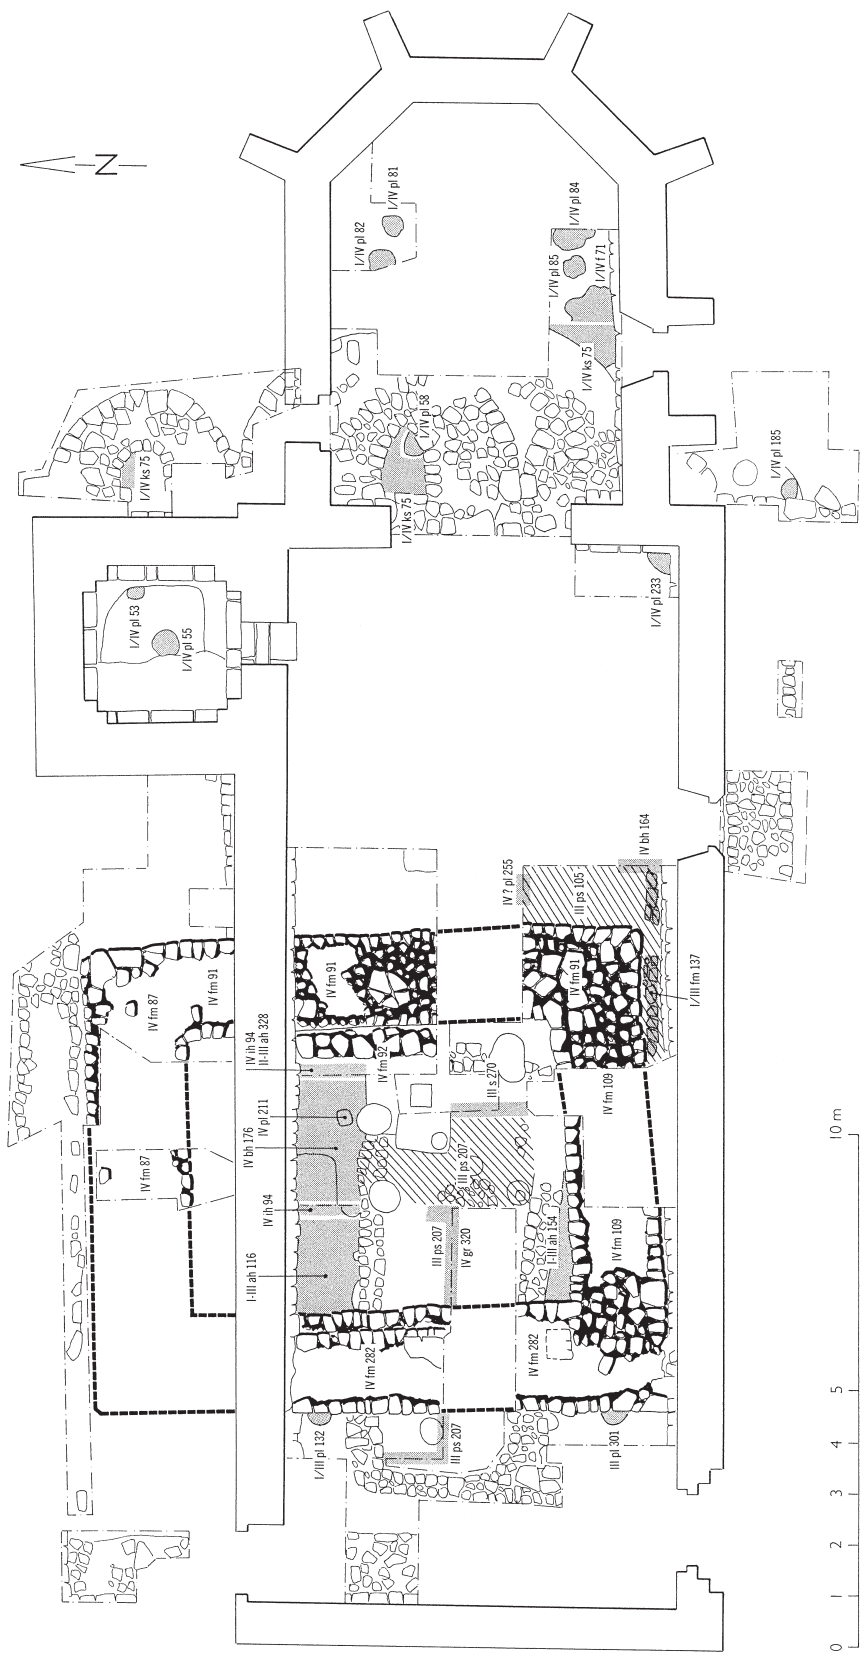 N
I/IV pl 81
I/IV pl 82
I/IV pl 84
I/IV pl 85
I/IV f 71
I/IV ks 75
I/IV pl 58
I/IV ks 75
I/IV ks 75
I/IV pl 185
I/IV pl 53
I/IV pl 55
I/IV pl 233
IV bh 164
IV ? pl 255
III ps 105
IV fm 91
IV fm 91
IV fm 91
IV fm 87
I/III fm 137
IV ih 94
II-III ah 328
IV fm 92
III s 270
IV fm 109
IV pl 211
IV bh 176
IV fm 87
III ps 207
IV ih 94
III ps 207
IV gr 320
I-III ah 154
IV fm 109
I-III ah 116
IV fm 282
IV fm 282
I/III pl 132
III ps 207
III pl 301
0 1 2 3 4 5 10 m